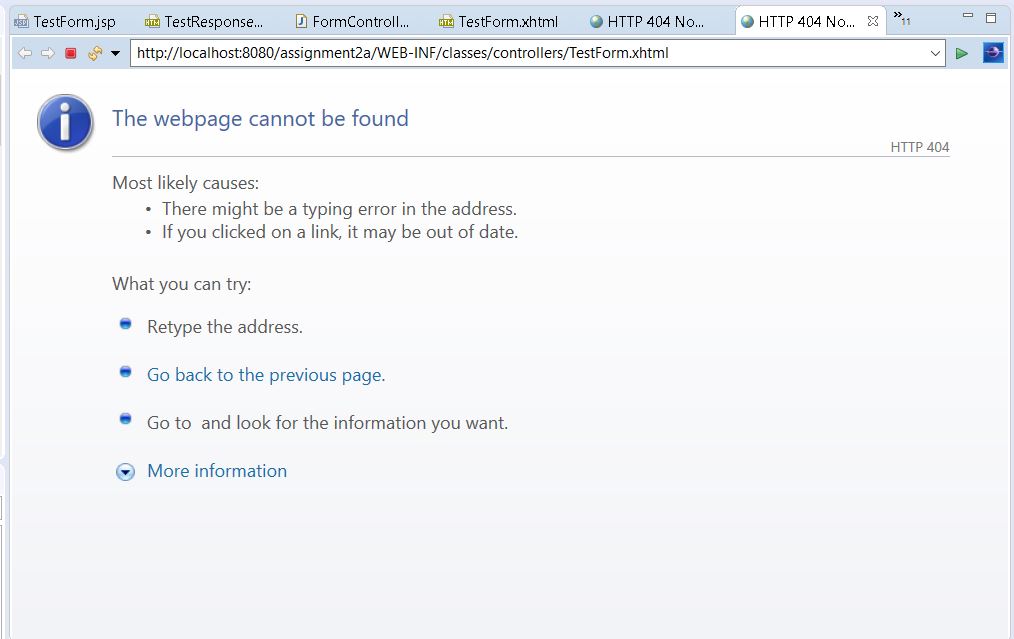 TestForm.jsp
TestResponse...
FormControll...
TestForm.xhtml
HTTP 404 No...
HTTP 404 No...
»11
http://localhost:8080/assignment2a/WEB-INF/classes/controllers/TestForm.xhtml
The webpage cannot be found
HTTP 404
Most likely causes:
• There might be a typing error in the address.
• If you clicked on a link, it may be out of date.
What you can try:
Retype the address.
Go back to the previous page.
Go to  and look for the information you want.
More information